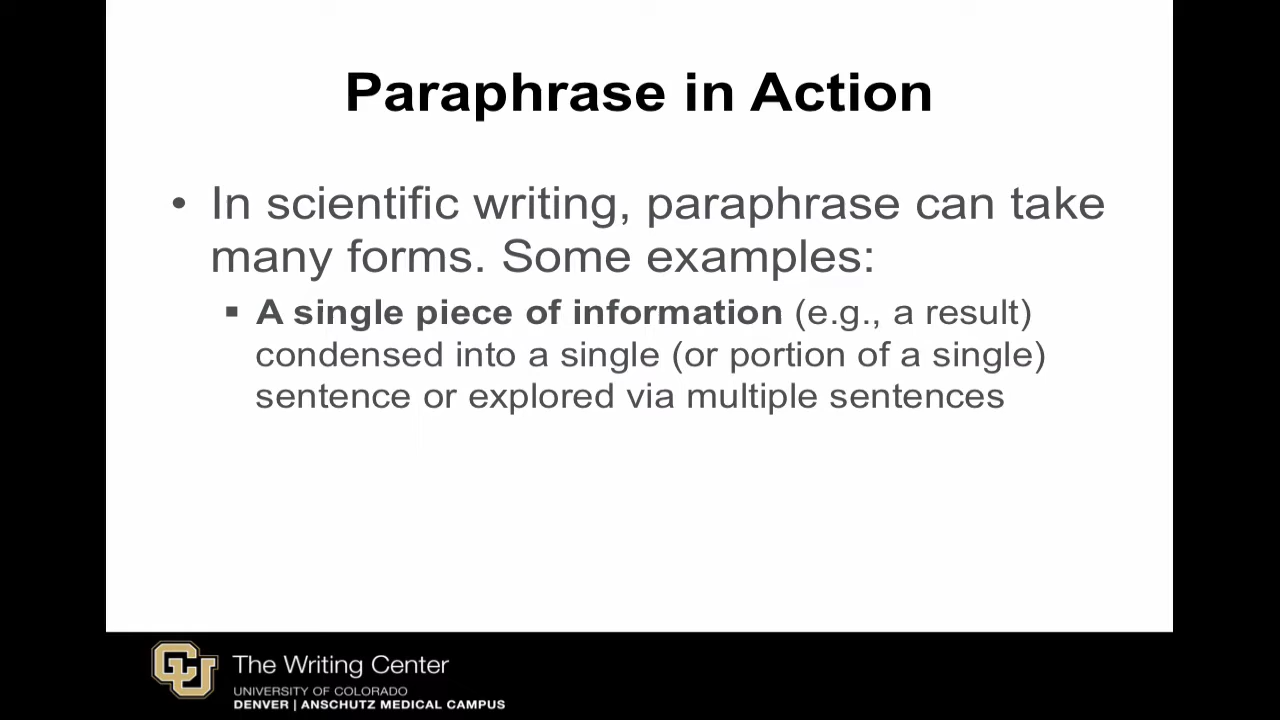 Paraphrase in Action
• In scientific writing, paraphrase can take
many forms. Some examples:
▪ A single piece of information (e.g., a result)
condensed into a single (or portion of a single)
sentence or explored via multiple sentences
CU
The Writing Center
UNIVERSITY OF COLORADO
DENVER | ANSCHUTZ MEDICAL CAMPUS